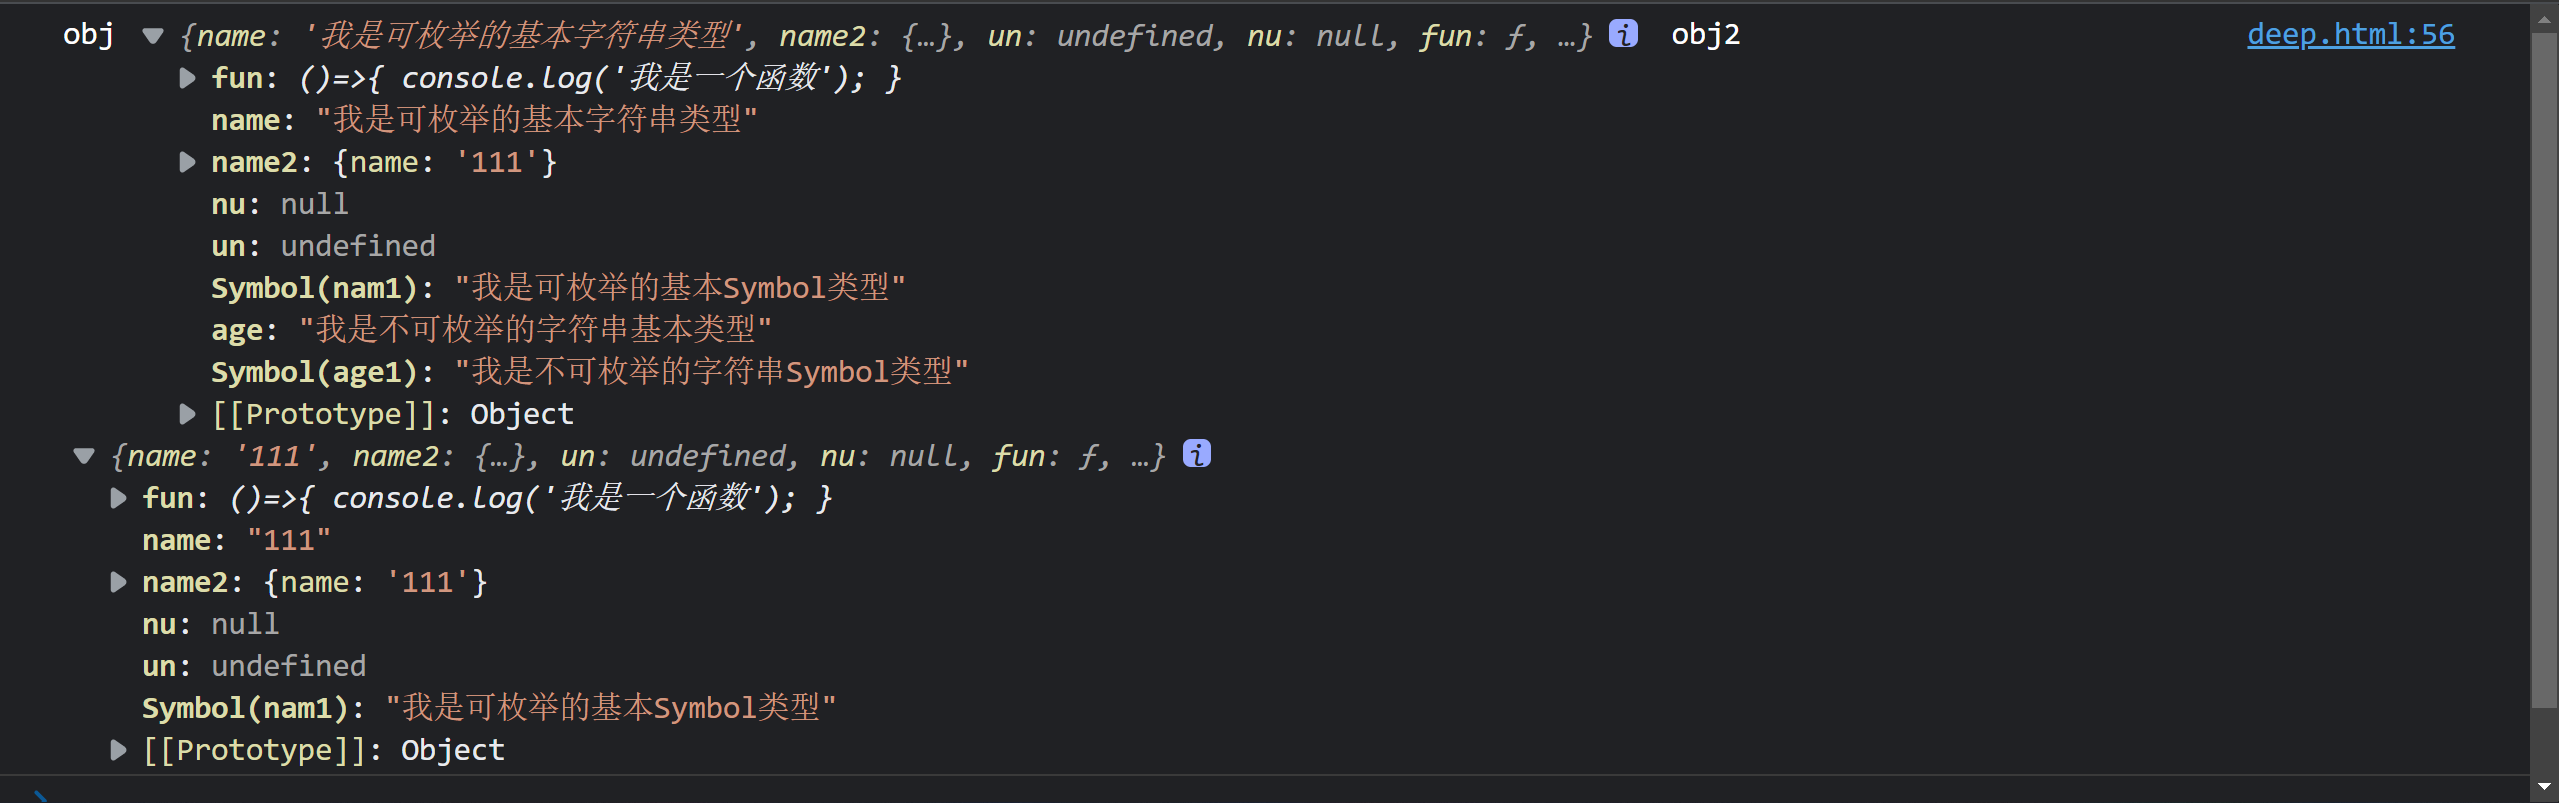 obj ▼ {name: '我是可枚举的基本字符串类型', name2: {…}, un: undefined, nu: null, fun: ƒ, …} i obj2 deep.html:56
▶ fun: ()=>{ console.log('我是一个函数'); }
name: "我是可枚举的基本字符串类型"
▶ name2: {name: '111'}
nu: null
un: undefined
Symbol(nam1): "我是可枚举的基本Symbol类型"
age: "我是不可枚举的字符串基本类型"
Symbol(age1): "我是不可枚举的字符串Symbol类型"
▶ [[Prototype]]: Object
▼ {name: '111', name2: {…}, un: undefined, nu: null, fun: ƒ, …} i
▶ fun: ()=>{ console.log('我是一个函数'); }
name: "111"
▶ name2: {name: '111'}
nu: null
un: undefined
Symbol(nam1): "我是可枚举的基本Symbol类型"
▶ [[Prototype]]: Object